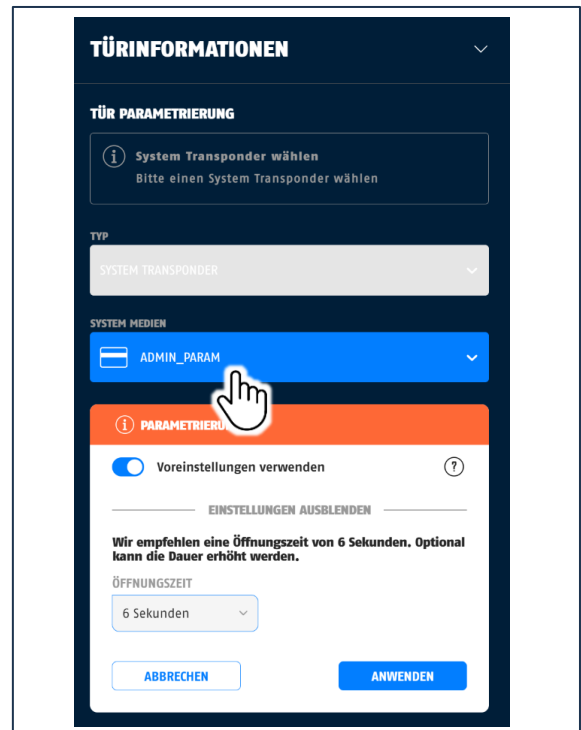 TÜRINFORMATIONEN
TÜR PARAMETRIERUNG
System Transponder wählen
Bitte einen System Transponder wählen
TYP
SYSTEM TRANSPONDER
SYSTEM MEDIEN
ADMIN_PARAM
Voreinstellungen verwenden
?
EINSTELLUNGEN AUSBLENDEN
Wir empfehlen eine Öffnungszeit von 6 Sekunden. Optional
kann die Dauer erhöht werden.
ÖFFNUNGSZEIT
6 Sekunden
ABBRECHEN
ANWENDEN